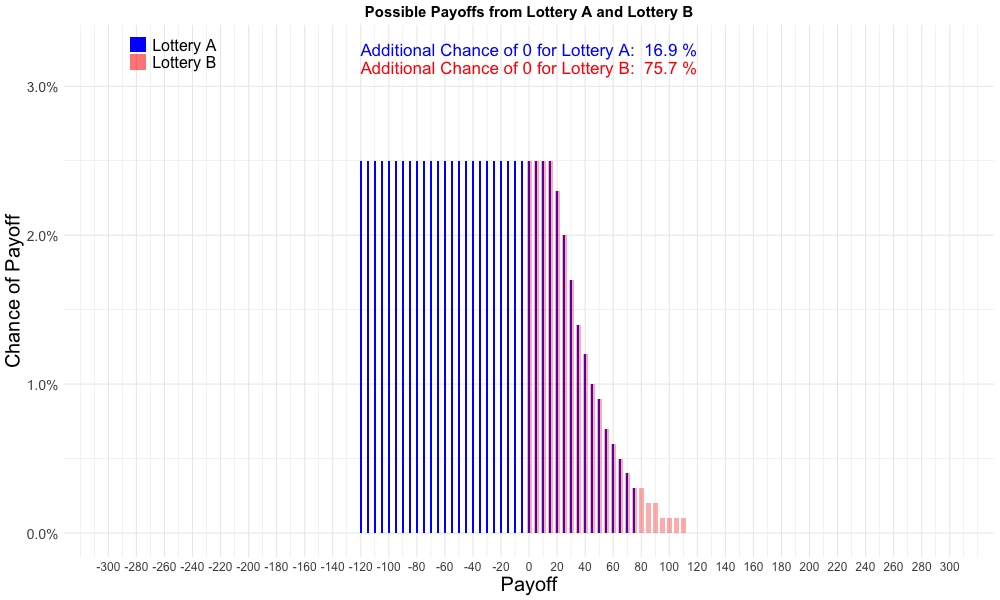 Possible Payoffs from Lottery A and Lottery B
Lottery A
Lottery B
Additional Chance of 0 for Lottery A: 16.9 %
Additional Chance of 0 for Lottery B: 75.7 %
Chance of Payoff
3.0%
2.0%
1.0%
0.0%
-300 -280 -260 -240 -220 -200 -180 -160 -140 -120 -100 -80 -60 -40 -20 0 20 40 60 80 100 120 140 160 180 200 220 240 260 280 300
Payoff